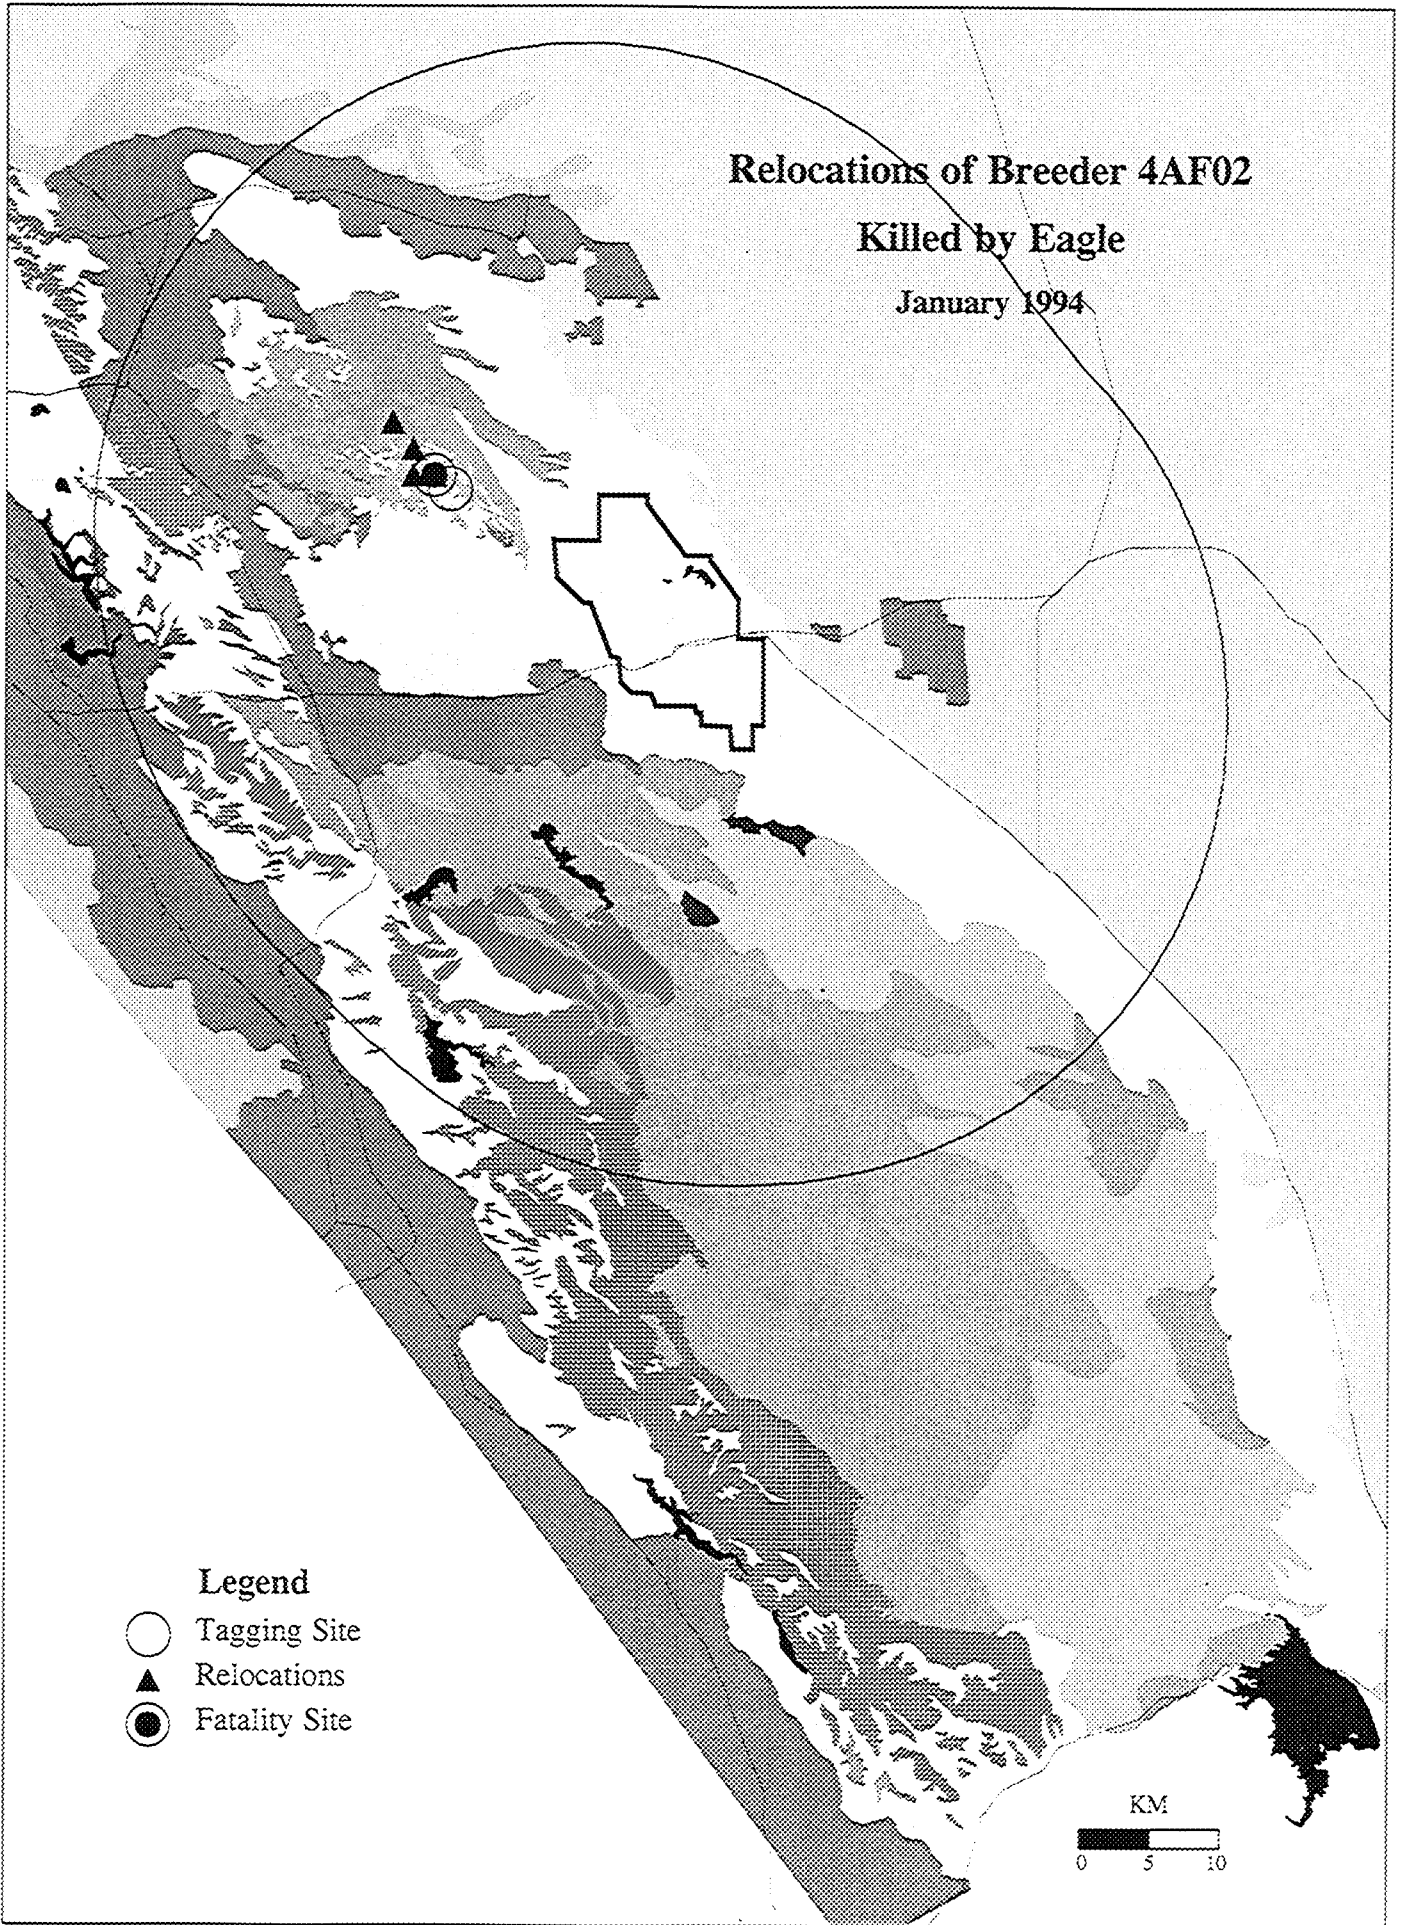 Relocations of Breeder 4AF02
Killed by Eagle
January 1994
Legend
Tagging Site
Relocations
Fatality Site
KM
0 5 10